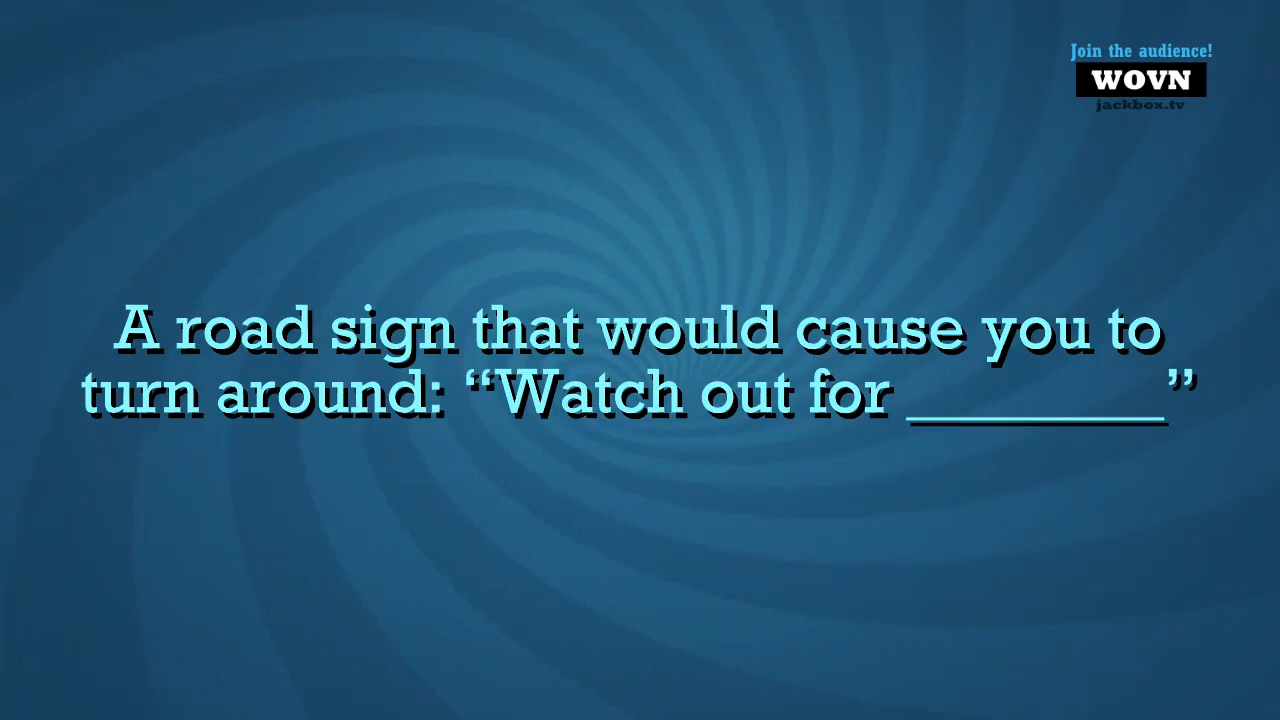 Join the audience!
WOVN
jackbox.tv
A road sign that would cause you to
turn around: “Watch out for ________”